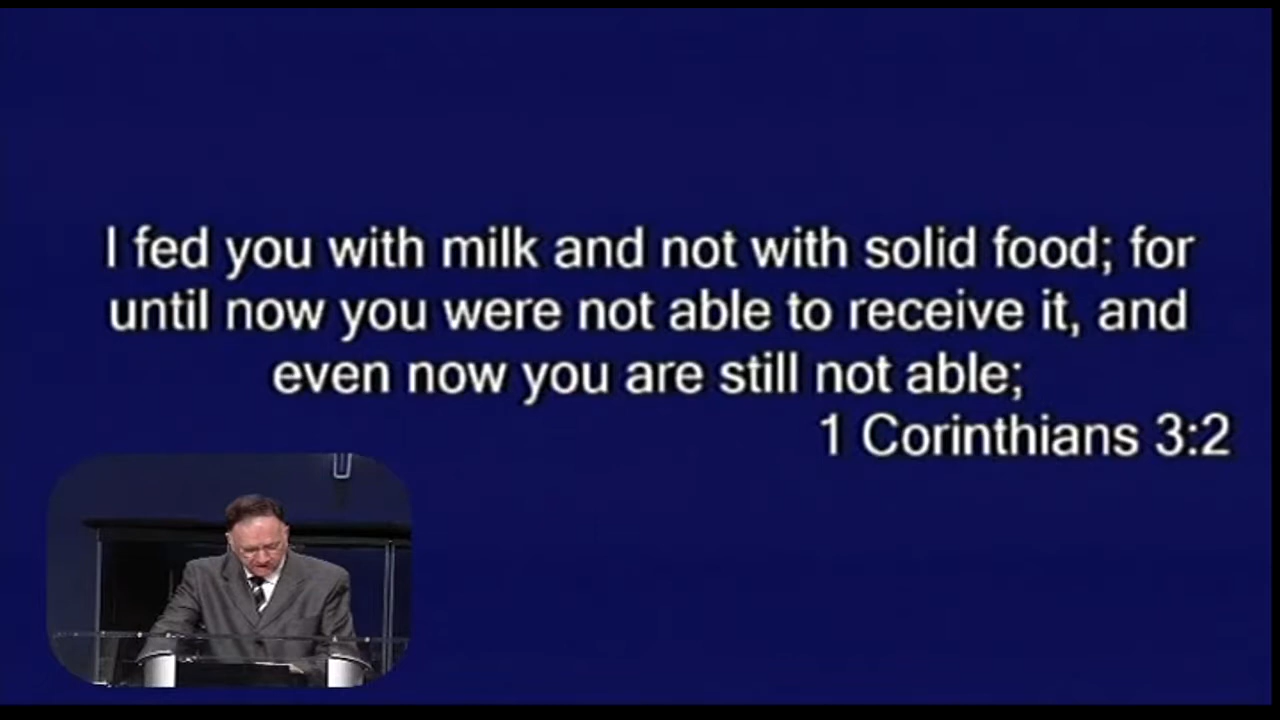 I fed you with milk and not with solid food; for
until now you were not able to receive it, and
even now you are still not able;
1 Corinthians 3:2